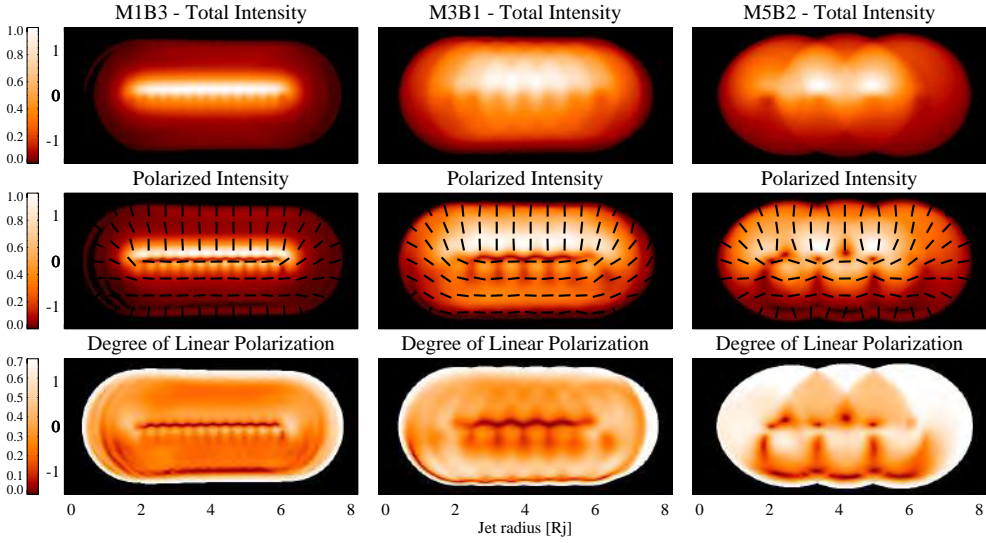 M1B3 - Total Intensity
M3B1 - Total Intensity
M5B2 - Total Intensity
1.0
0.8
0.6
0.4
0.2
0.0
1
0
-1
Polarized Intensity
Polarized Intensity
Polarized Intensity
1.0
0.8
0.6
0.4
0.2
0.0
1
0
-1
Degree of Linear Polarization
Degree of Linear Polarization
Degree of Linear Polarization
0.7
0.6
0.5
0.4
0.3
0.2
0.1
0.0
1
0
-1
0 2 4 6 8
0 2 4 6 8
0 2 4 6 8
Jet radius [Rj]